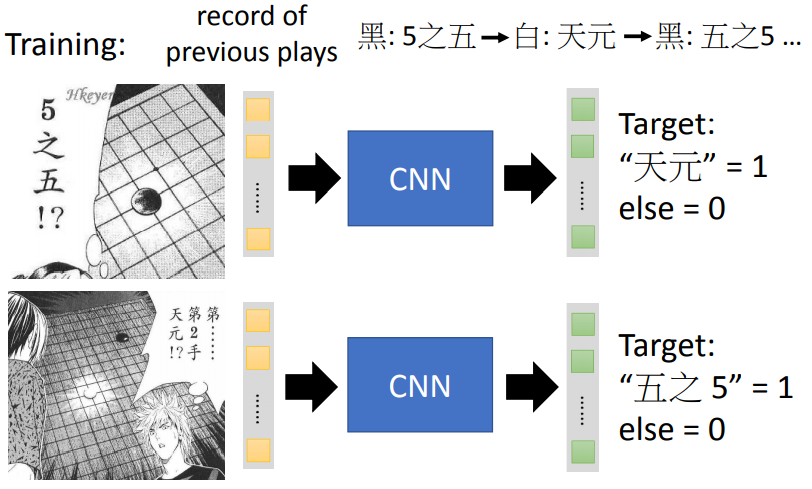 Training:
record of
previous plays
黑: 5之五 → 白: 天元 → 黑: 五之5 ...
Hkeyer
5之五!?
CNN
......
......
Target:
“天元” = 1
else = 0
第......
第2手
天元!?
CNN
......
......
Target:
“五之 5” = 1
else = 0